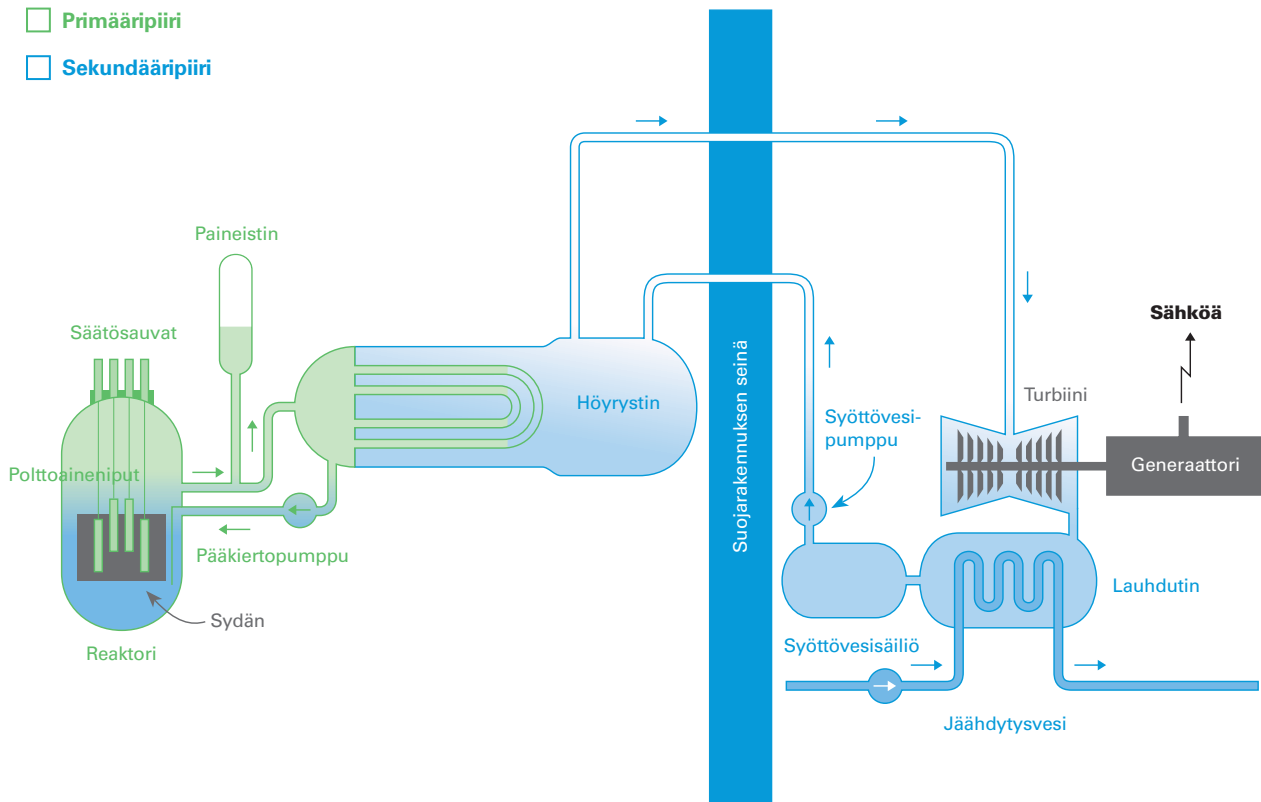 Primääripiiri
Sekundääripiiri
Paineistin
Säätösauvat
Polttoaineniput
Pääkiertopumppu
Sydän
Reaktori
Höyrystin
Suojarakennuksen seinä
Syöttövesi-
pumppu
Turbiini
Sähköä
Generaattori
Lauhdutin
Syöttövesisäiliö
Jäähdytysvesi